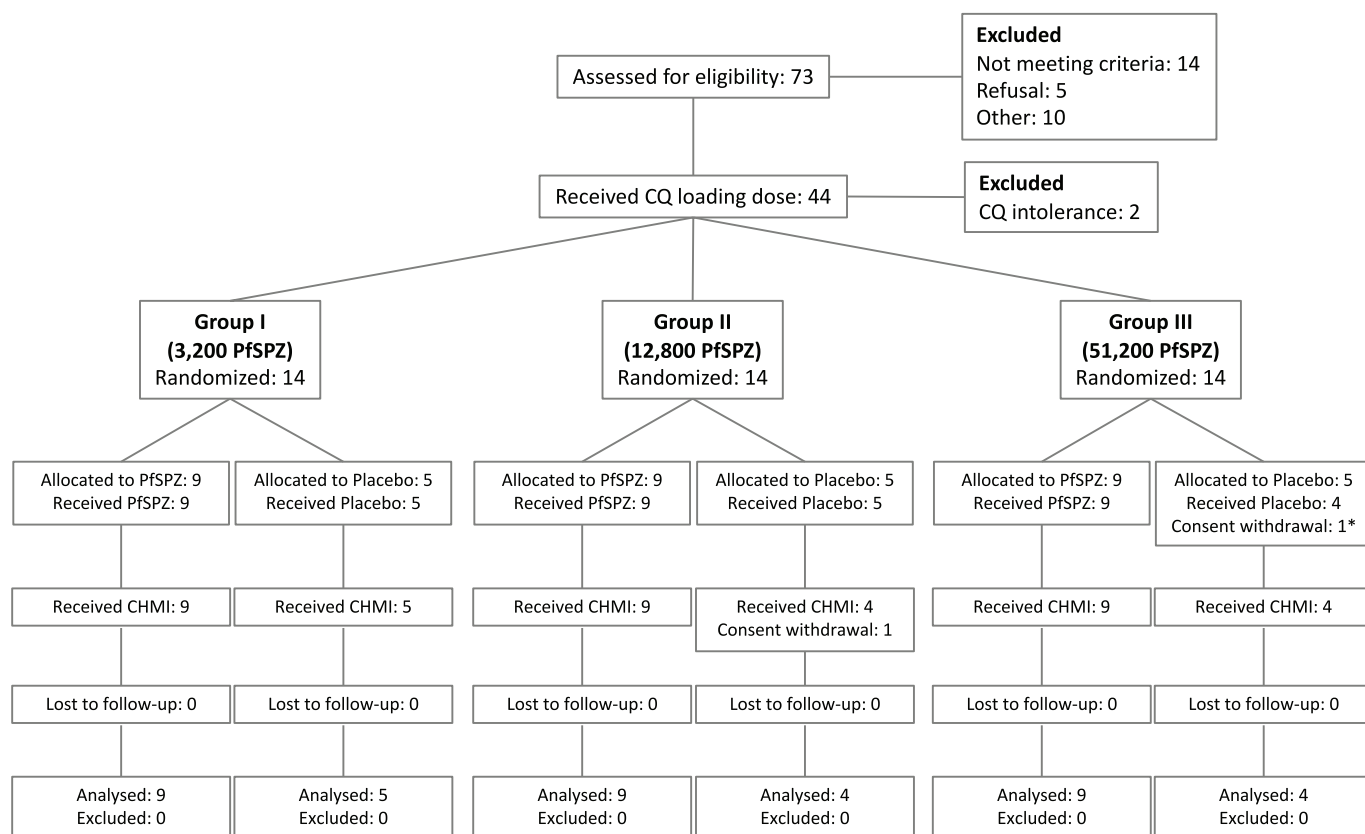 Assessed for eligibility: 73
Excluded
Not meeting criteria: 14
Refusal: 5
Other: 10
Received CQ loading dose: 44
Excluded
CQ intolerance: 2
Group I
(3,200 PfSPZ)
Randomized: 14
Group II
(12,800 PfSPZ)
Randomized: 14
Group III
(51,200 PfSPZ)
Randomized: 14
Allocated to PfSPZ: 9
Received PfSPZ: 9
Allocated to Placebo: 5
Received Placebo: 5
Allocated to PfSPZ: 9
Received PfSPZ: 9
Allocated to Placebo: 5
Received Placebo: 5
Allocated to PfSPZ: 9
Received PfSPZ: 9
Allocated to Placebo: 5
Received Placebo: 4
Consent withdrawal: 1*
Received CHMI: 9
Received CHMI: 5
Received CHMI: 9
Received CHMI: 4
Consent withdrawal: 1
Received CHMI: 9
Received CHMI: 4
Lost to follow-up: 0
Lost to follow-up: 0
Lost to follow-up: 0
Lost to follow-up: 0
Lost to follow-up: 0
Lost to follow-up: 0
Analysed: 9
Excluded: 0
Analysed: 5
Excluded: 0
Analysed: 9
Excluded: 0
Analysed: 4
Excluded: 0
Analysed: 9
Excluded: 0
Analysed: 4
Excluded: 0